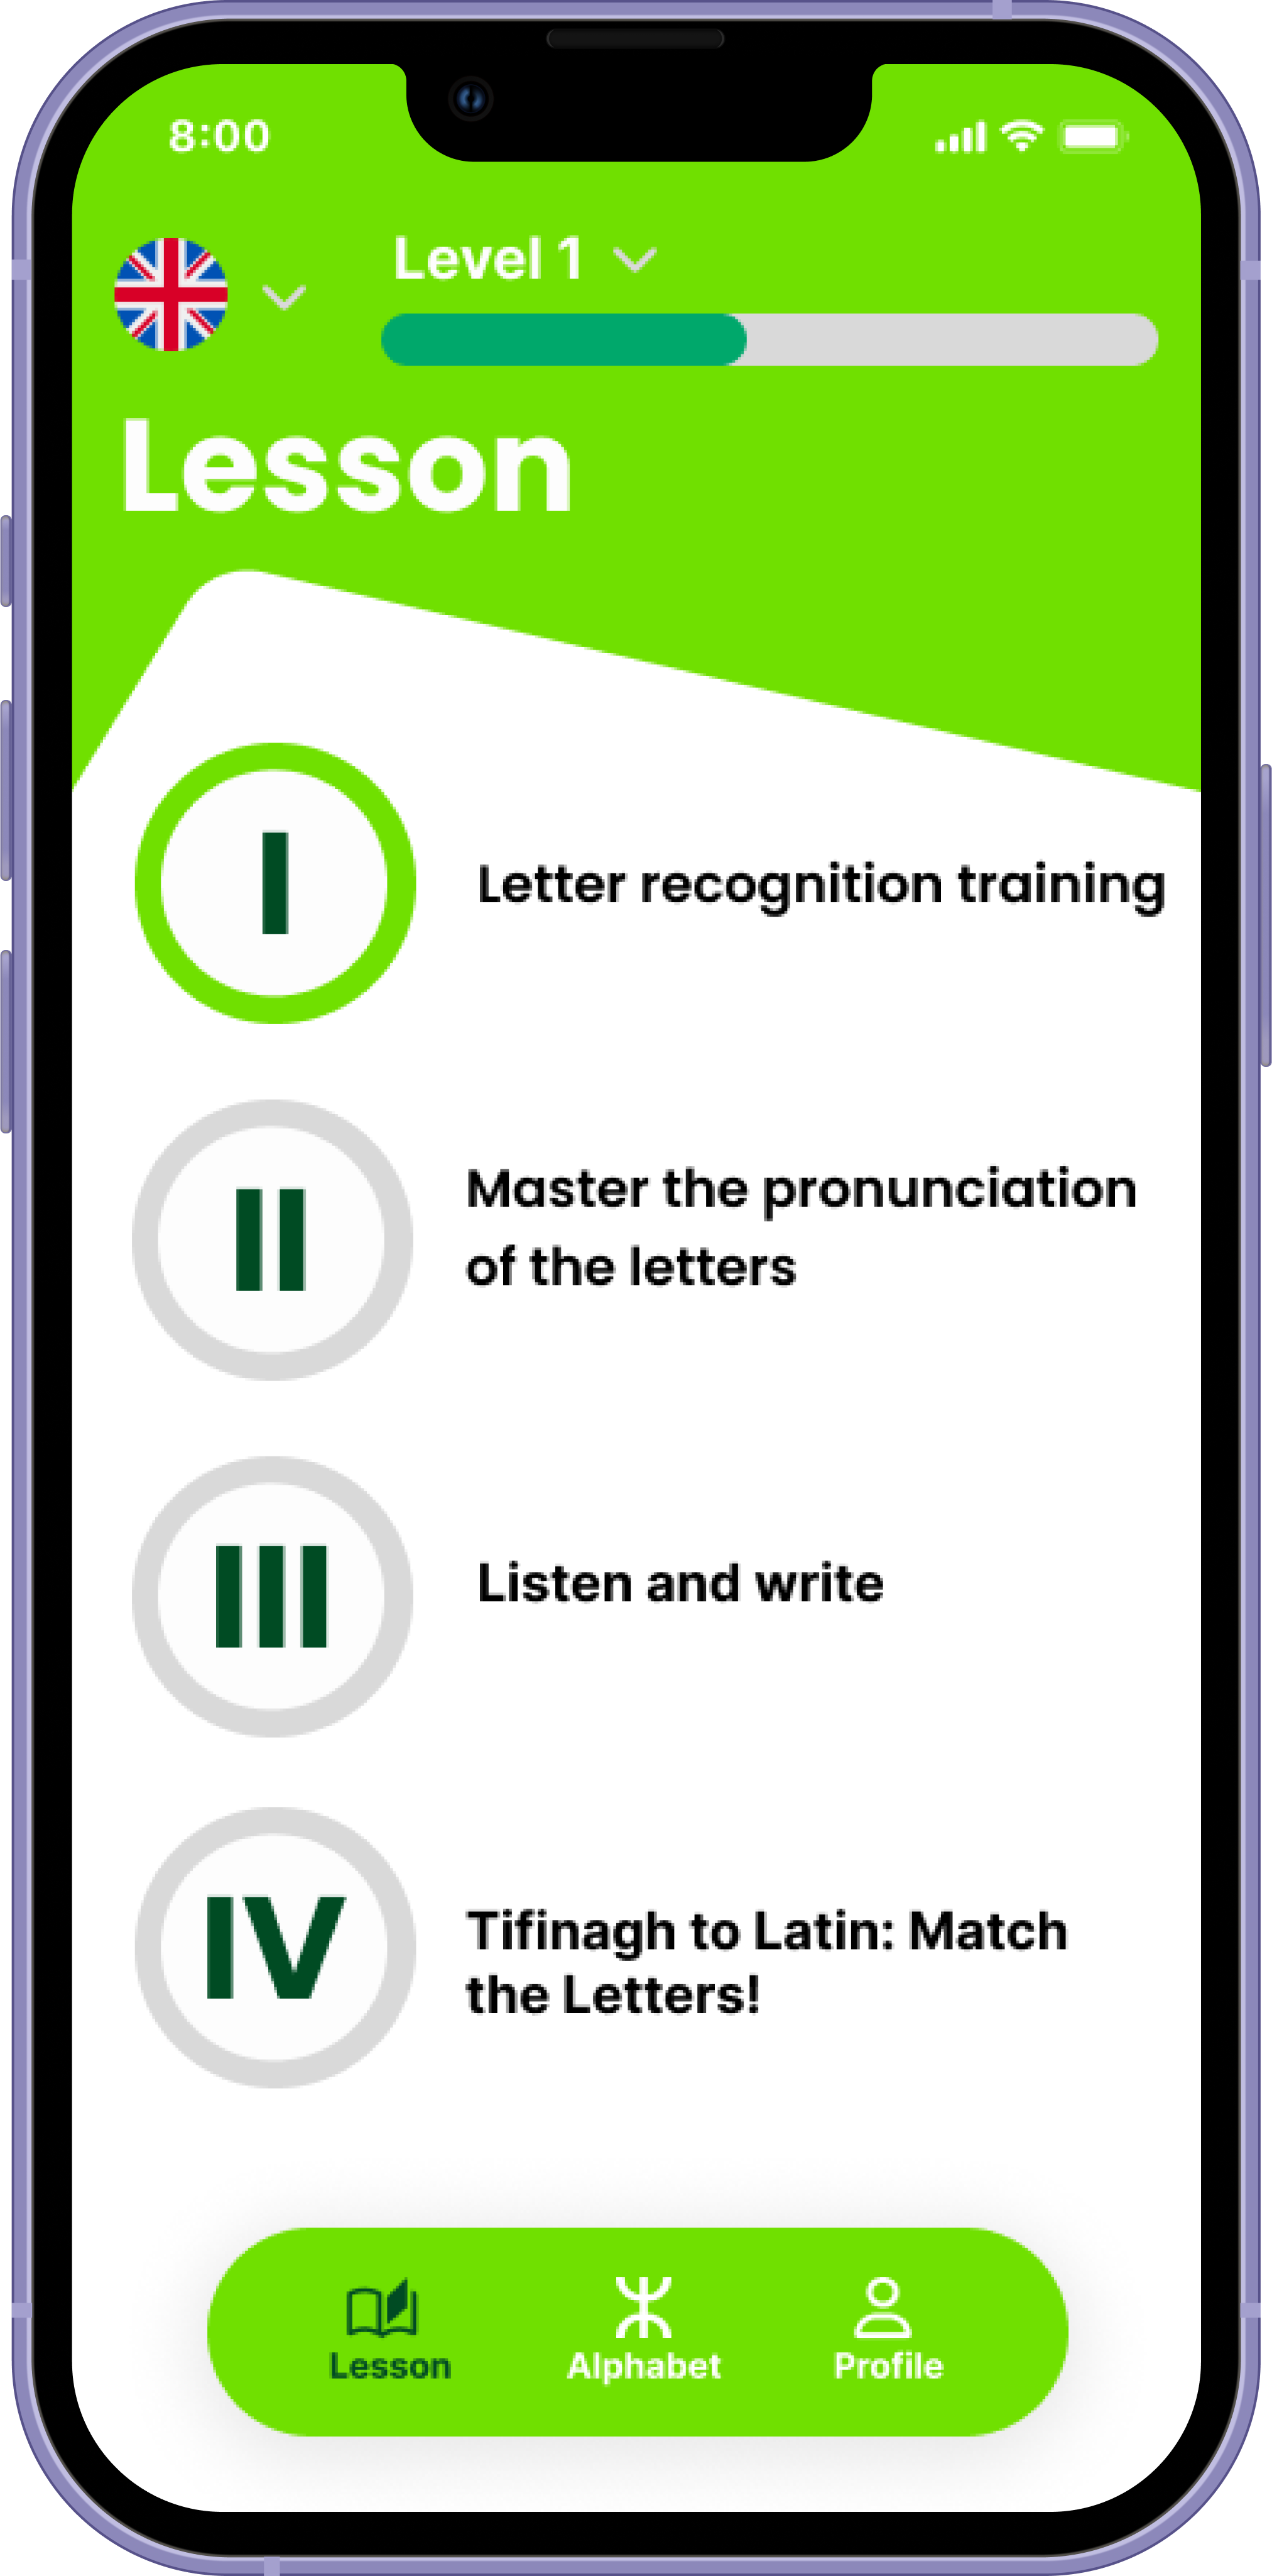 8:00
Level 1
Lesson
I
Letter recognition training
II
Master the pronunciation
of the letters
III
Listen and write
IV
Tifinagh to Latin: Match
the Letters!
ⵣ
Lesson
Alphabet
Profile